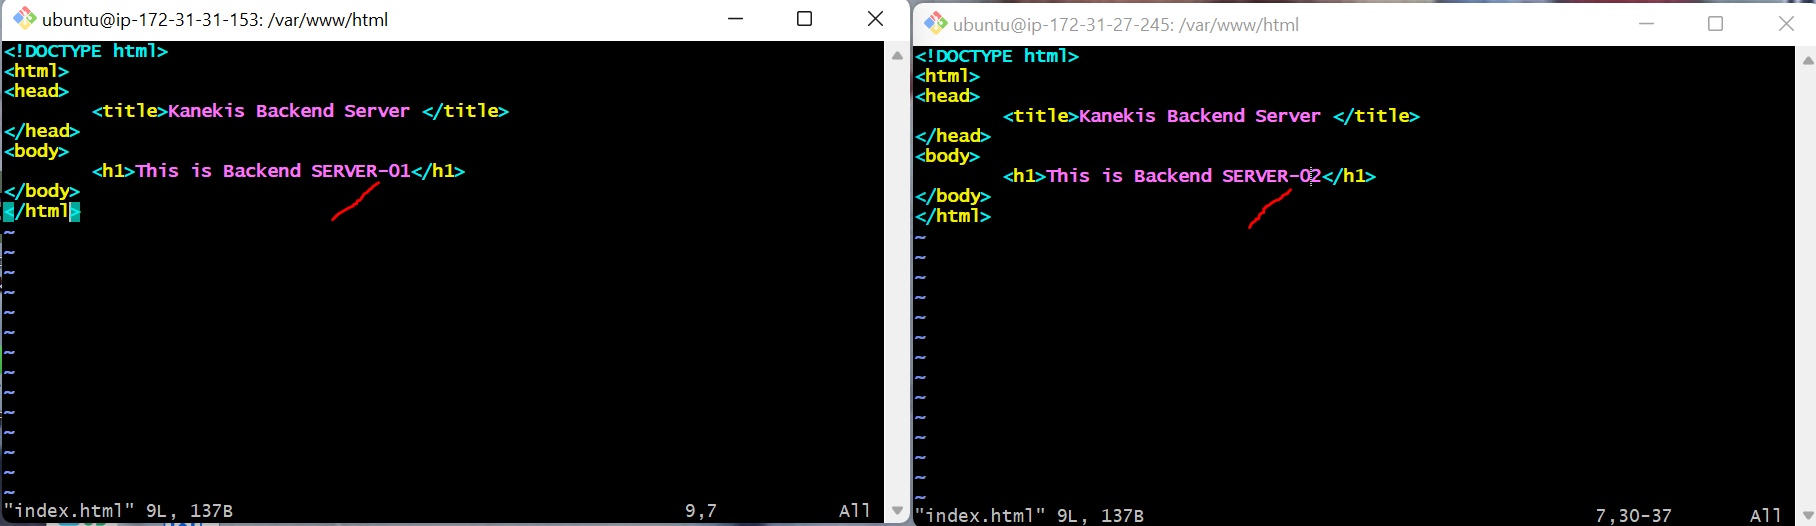 ubuntu@ip-172-31-31-153: /var/www/html
<!DOCTYPE html>
<html>
<head>
        <title>Kanekis Backend Server </title>
</head>
<body>
        <h1>This is Backend SERVER-01</h1>
</body>
</html>
~
~
~
~
~
~
~
~
~
~
~
~
~
~
"index.html" 9L, 137B 9,7 All
ubuntu@ip-172-31-27-245: /var/www/html
<!DOCTYPE html>
<html>
<head>
        <title>Kanekis Backend Server </title>
</head>
<body>
        <h1>This is Backend SERVER-02</h1>
</body>
</html>
~
~
~
~
~
~
~
~
~
~
~
~
~
~
"index.html" 9L, 137B 7,30-37 All